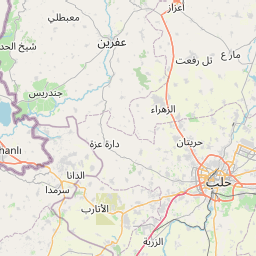 أعزاز
معبطلي
عفرين
شيخ الحد
مارع
تل رفعت
جنديرس
الزهراء
حريتان
دارة عزة
hanlı
الدانا
حلب
سرمدا
الأتارب
الزربة